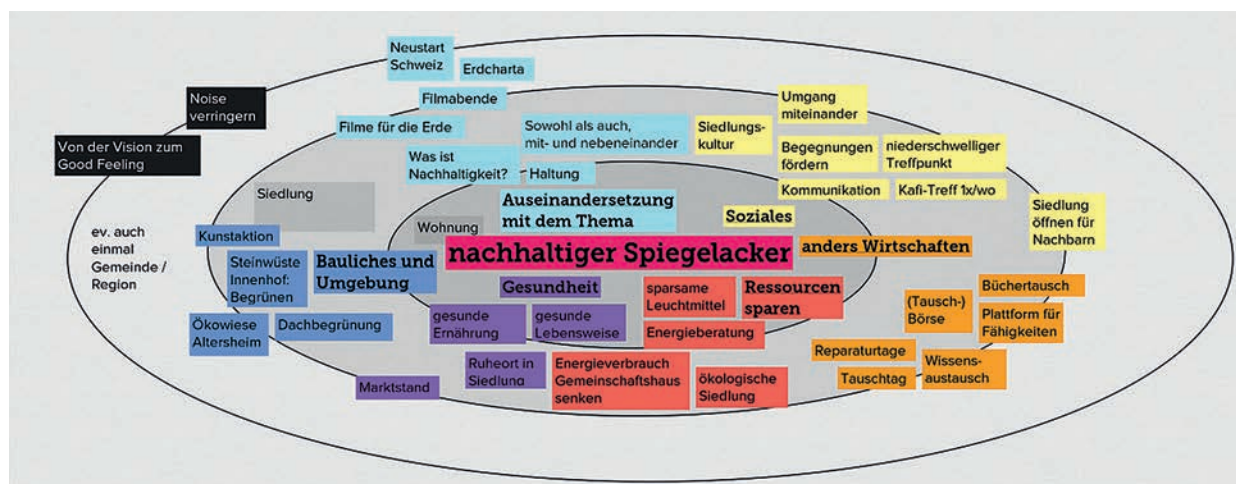 Neustart
Schweiz
Erdcharta
Noise
verringern
Filmabende
Umgang
miteinander
Filme für die Erde
Sowohl als auch,
mit- und nebeneinander
Siedlungs-
kultur
Von der Vision zum
Good Feeling
Was ist
Nachhaltigkeit?
Haltung
Begegnungen
fördern
niederschwelliger
Treffpunkt
Siedlung
Kommunikation
Kafi-Treff 1x/wo
Auseinandersetzung
mit dem Thema
Soziales
Siedlung
öffnen für
Nachbarn
Wohnung
ev. auch
einmal
Gemeinde /
Region
Kunstaktion
nachhaltiger Spiegelacker
anders Wirtschaften
Steinwüste
Innenhof:
Begrünen
Bauliches und
Umgebung
Gesundheit
sparsame
Leuchtmittel
Ressourcen
sparen
Büchertausch
(Tausch-)
Börse
Plattform für
Fähigkeiten
Ökowiese
Altersheim
Dachbegrünung
gesunde
Ernährung
gesunde
Lebensweise
Energieberatung
Reparaturtage
Wissens-
austausch
Marktstand
Ruheort in
Siedlung
Energieverbrauch
Gemeinschaftshaus
senken
ökologische
Siedlung
Tauschtag